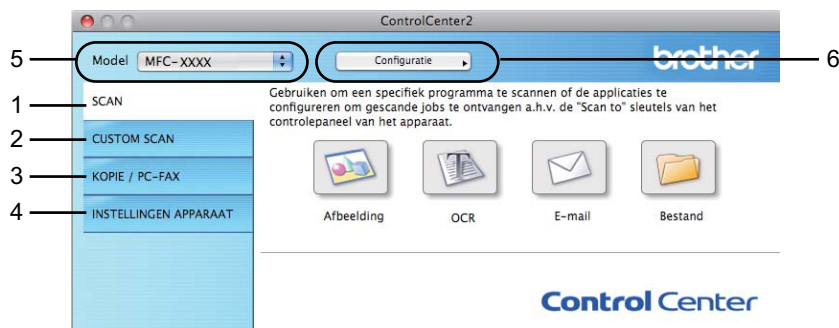 ControlCenter2
5
Model MFC-XXXX
Configuratie
brother
6
1
SCAN
2
CUSTOM SCAN
3
KOPIE / PC-FAX
4
INSTELLINGEN APPARAAT
Gebruiken om een specifiek programma te scannen of de applicaties te
configureren om gescande jobs te ontvangen a.h.v. de "Scan to" sleutels van het
controlepaneel van het apparaat.
Afbeelding
OCR
E-mail
Bestand
Control Center